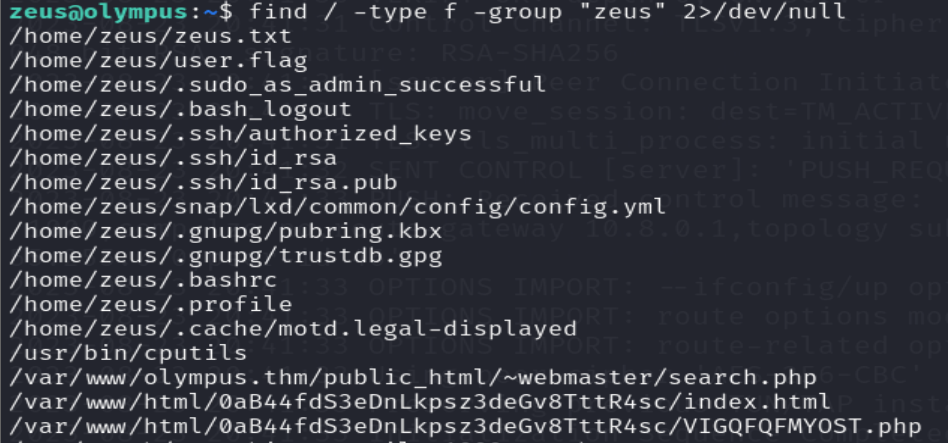 zeus@olympus:~$ find / -type f -group "zeus" 2>/dev/null
/home/zeus/zeus.txt
/home/zeus/user.flag
/home/zeus/.sudo_as_admin_successful
/home/zeus/.bash_logout
/home/zeus/.ssh/authorized_keys
/home/zeus/.ssh/id_rsa
/home/zeus/.ssh/id_rsa.pub
/home/zeus/snap/lxd/common/config/config.yml
/home/zeus/.gnupg/pubring.kbx
/home/zeus/.gnupg/trustdb.gpg
/home/zeus/.bashrc
/home/zeus/.profile
/home/zeus/.cache/motd.legal-displayed
/usr/bin/cputils
/var/www/olympus.thm/public_html/~webmaster/search.php
/var/www/html/0aB44fdS3eDnLkpsz3deGv8TttR4sc/index.html
/var/www/html/0aB44fdS3eDnLkpsz3deGv8TttR4sc/VIGQFQFMYOST.php